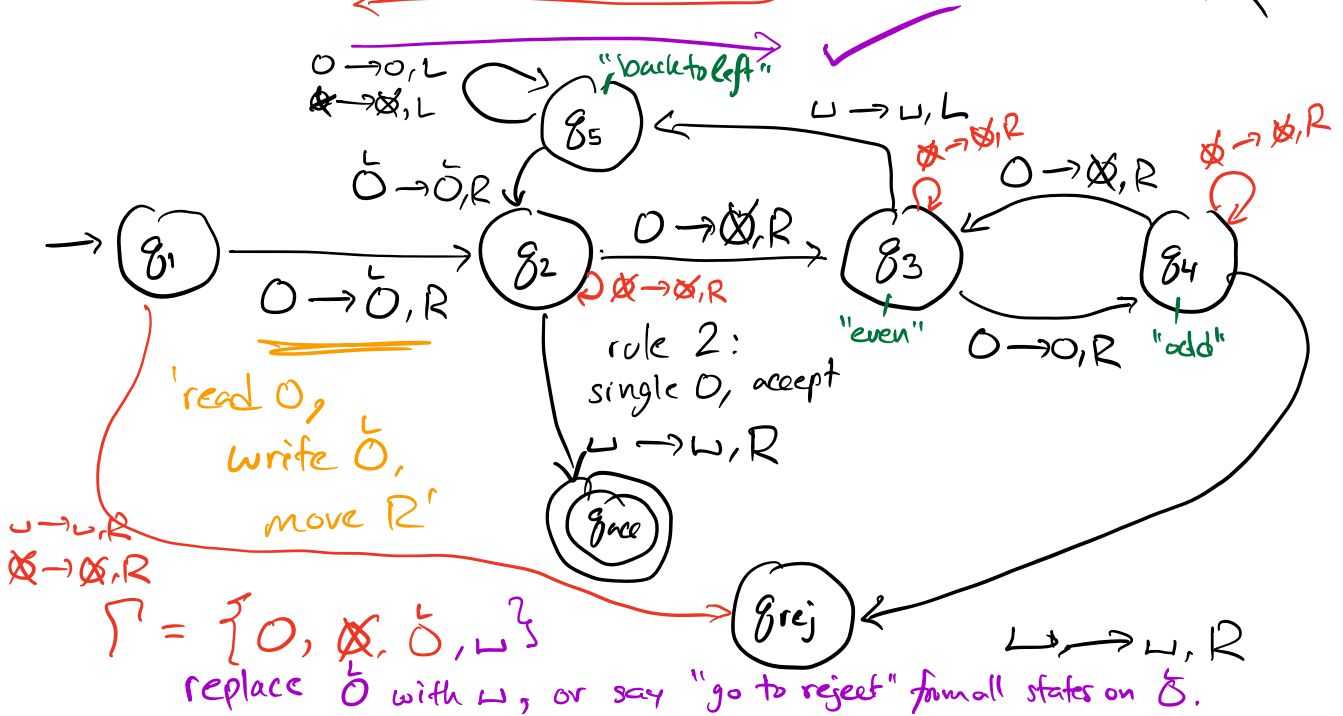 "back to left"
0 → 0, L
0̸ → 0̸, L
q5
⊔ → ⊔, L
0̸ → 0̸, R
0̸ → 0̸, R
0 → 0̸, R
0̆ → 0̆, R
q1
q2
0 → 0̸, R
q3
q4
0 → 0̆, R
0̸ → 0̸, R
"even"
0 → 0, R
"odd"
rule 2:
single 0, accept
'read 0,
write 0̆,
move R'
⊔ → ⊔, R
qacc
⊔ → ⊔, R
0̸ → 0̸, R
qrej
Γ = {0, 0̸, 0̆, ⊔}
⊔ → ⊔, R
replace 0̆ with ⊔, or say "go to reject" from all states on 0̆.